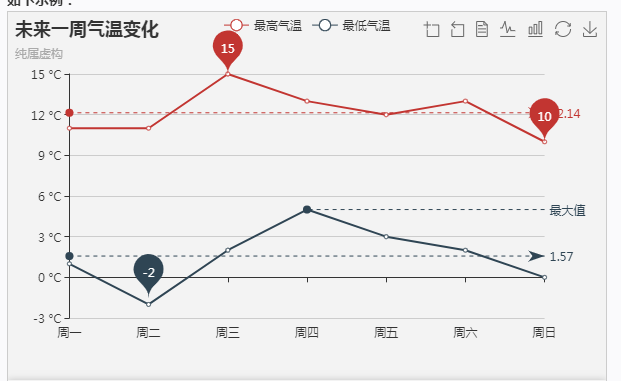 如下示例：
未来一周气温变化
最高气温 最低气温
纯属虚构
15 °C
12 °C
9 °C
6 °C
3 °C
0 °C
-3 °C
15
2.14
10
最大值
-2
1.57
周一 周二 周三 周四 周五 周六 周日